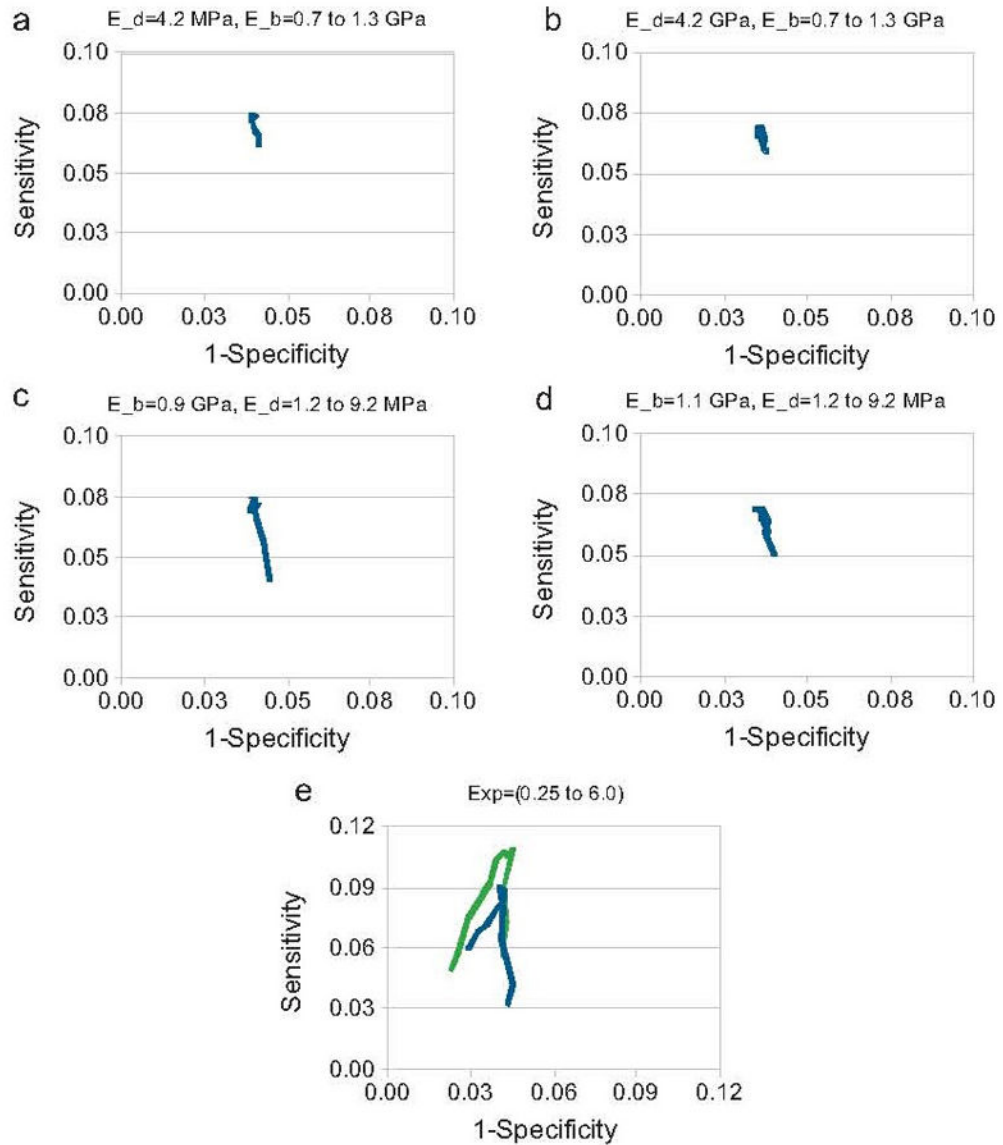 a
E_d=4.2 MPa, E_b=0.7 to 1.3 GPa
0.10
0.08
0.05
0.03
0.00
Sensitivity
0.00 0.03 0.05 0.08 0.10
1-Specificity
b
E_d=4.2 GPa, E_b=0.7 to 1.3 GPa
0.10
0.08
0.05
0.03
0.00
Sensitivity
0.00 0.03 0.05 0.08 0.10
1-Specificity
c
E_b=0.9 GPa, E_d=1.2 to 9.2 MPa
0.10
0.08
0.05
0.03
0.00
Sensitivity
0.00 0.03 0.05 0.08 0.10
1-Specificity
d
E_b=1.1 GPa, E_d=1.2 to 9.2 MPa
0.10
0.08
0.05
0.03
0.00
Sensitivity
0.00 0.03 0.05 0.08 0.10
1-Specificity
e
Exp=(0.25 to 6.0)
0.12
0.09
0.06
0.03
0.00
Sensitivity
0.00 0.03 0.06 0.09 0.12
1-Specificity